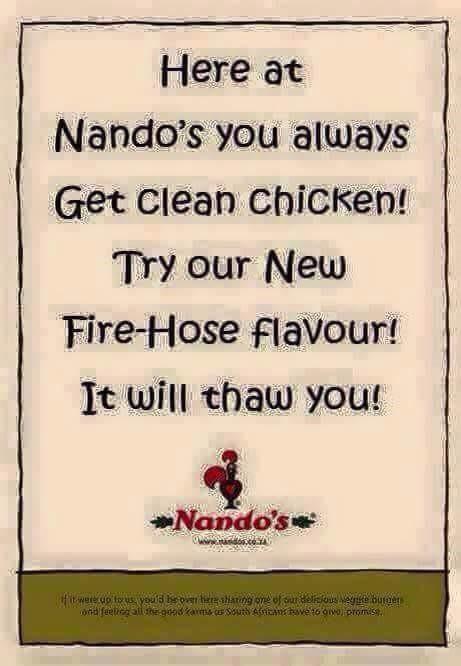 Here at
Nando's you always
Get clean chicken!
Try our New
Fire-Hose flavour!
It will thaw you!
Nando's
www.nandos.co.za
If it were up to us, you'd be over here sharing one of our delicious veggie burgers
and feeling all the good karma us South Africans have to give, promise.